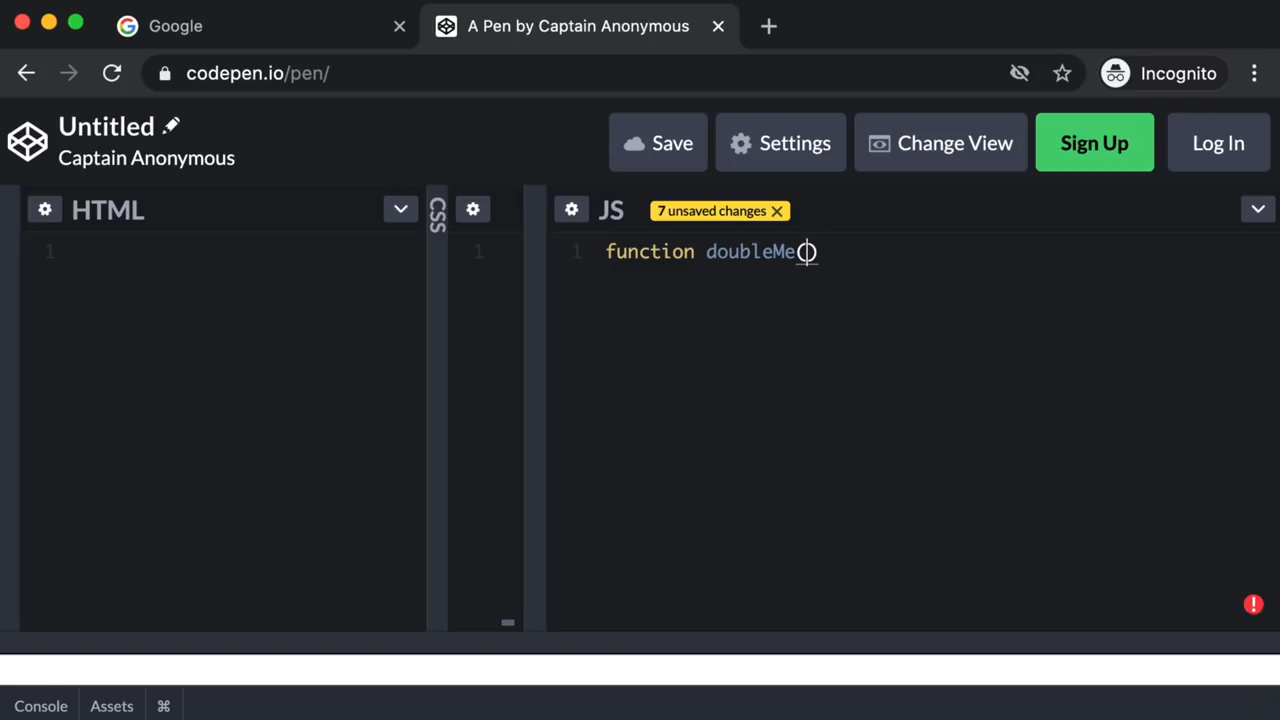 Google
A Pen by Captain Anonymous
codepen.io/pen/
Incognito
Untitled
Captain Anonymous
Save
Settings
Change View
Sign Up
Log In
HTML
CSS
JS
7 unsaved changes
1
1
1 function doubleMe()
Console
Assets
⌘